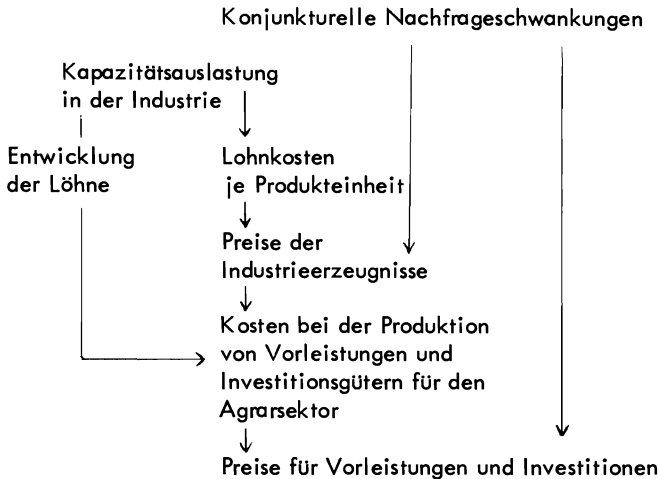 Konjunkturelle Nachfrageschwankungen
Kapazitätsauslastung
in der Industrie
Entwicklung
der Löhne
Lohnkosten
je Produkteinheit
Preise der
Industrieerzeugnisse
Kosten bei der Produktion
von Vorleistungen und
Investitionsgütern für den
Agrarsektor
Preise für Vorleistungen und Investitionen